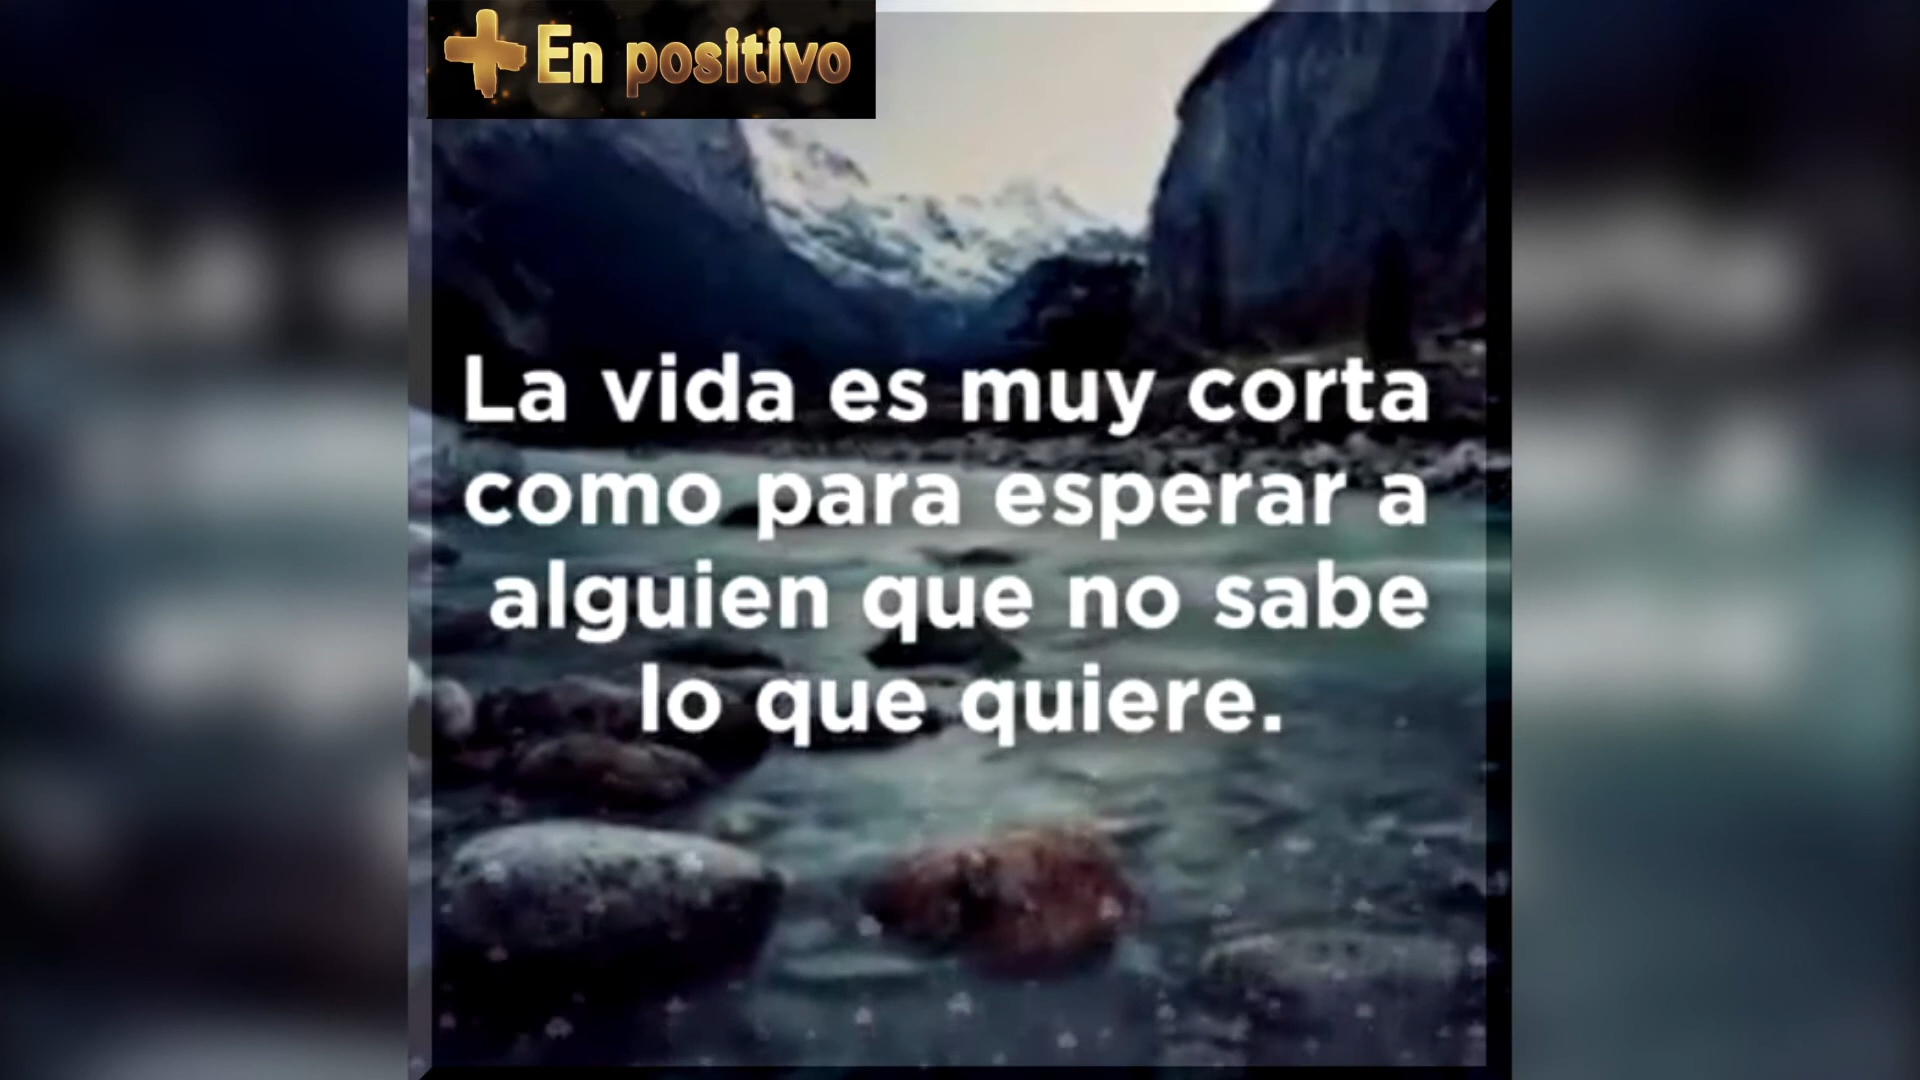 En positivo
La vida es muy corta
como para esperar a
alguien que no sabe
lo que quiere.